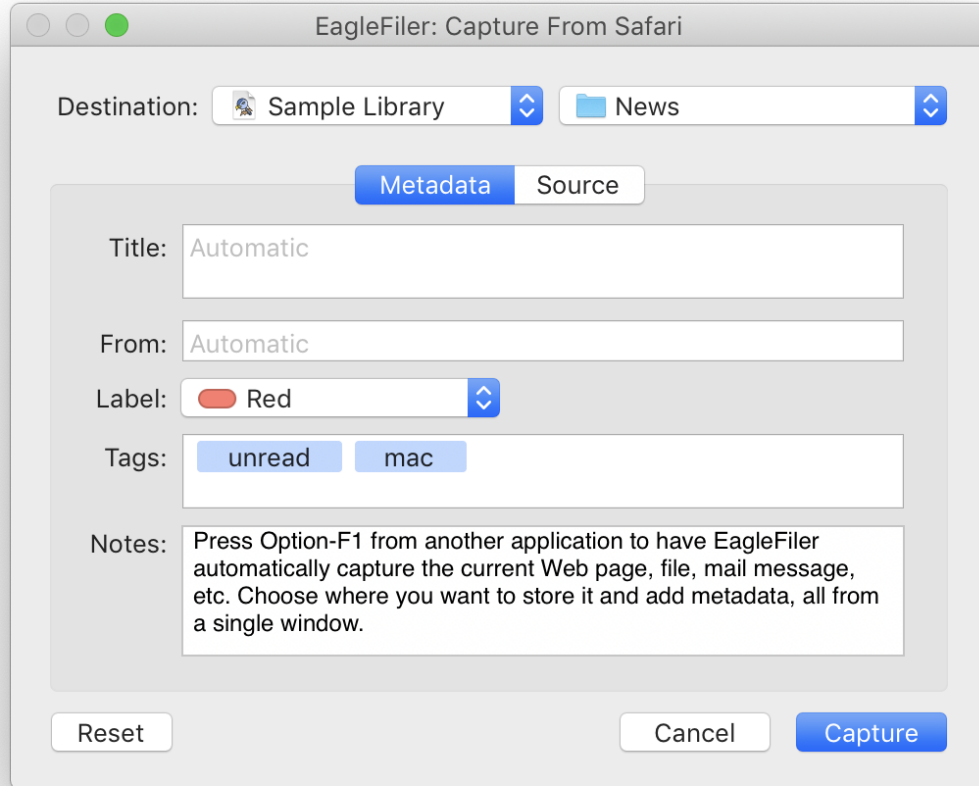 EagleFiler: Capture From Safari
Destination: Sample Library News
Metadata Source
Title: Automatic
From: Automatic
Label: Red
Tags: unread mac
Notes: Press Option-F1 from another application to have EagleFiler
automatically capture the current Web page, file, mail message,
etc. Choose where you want to store it and add metadata, all from
a single window.
Reset Cancel Capture